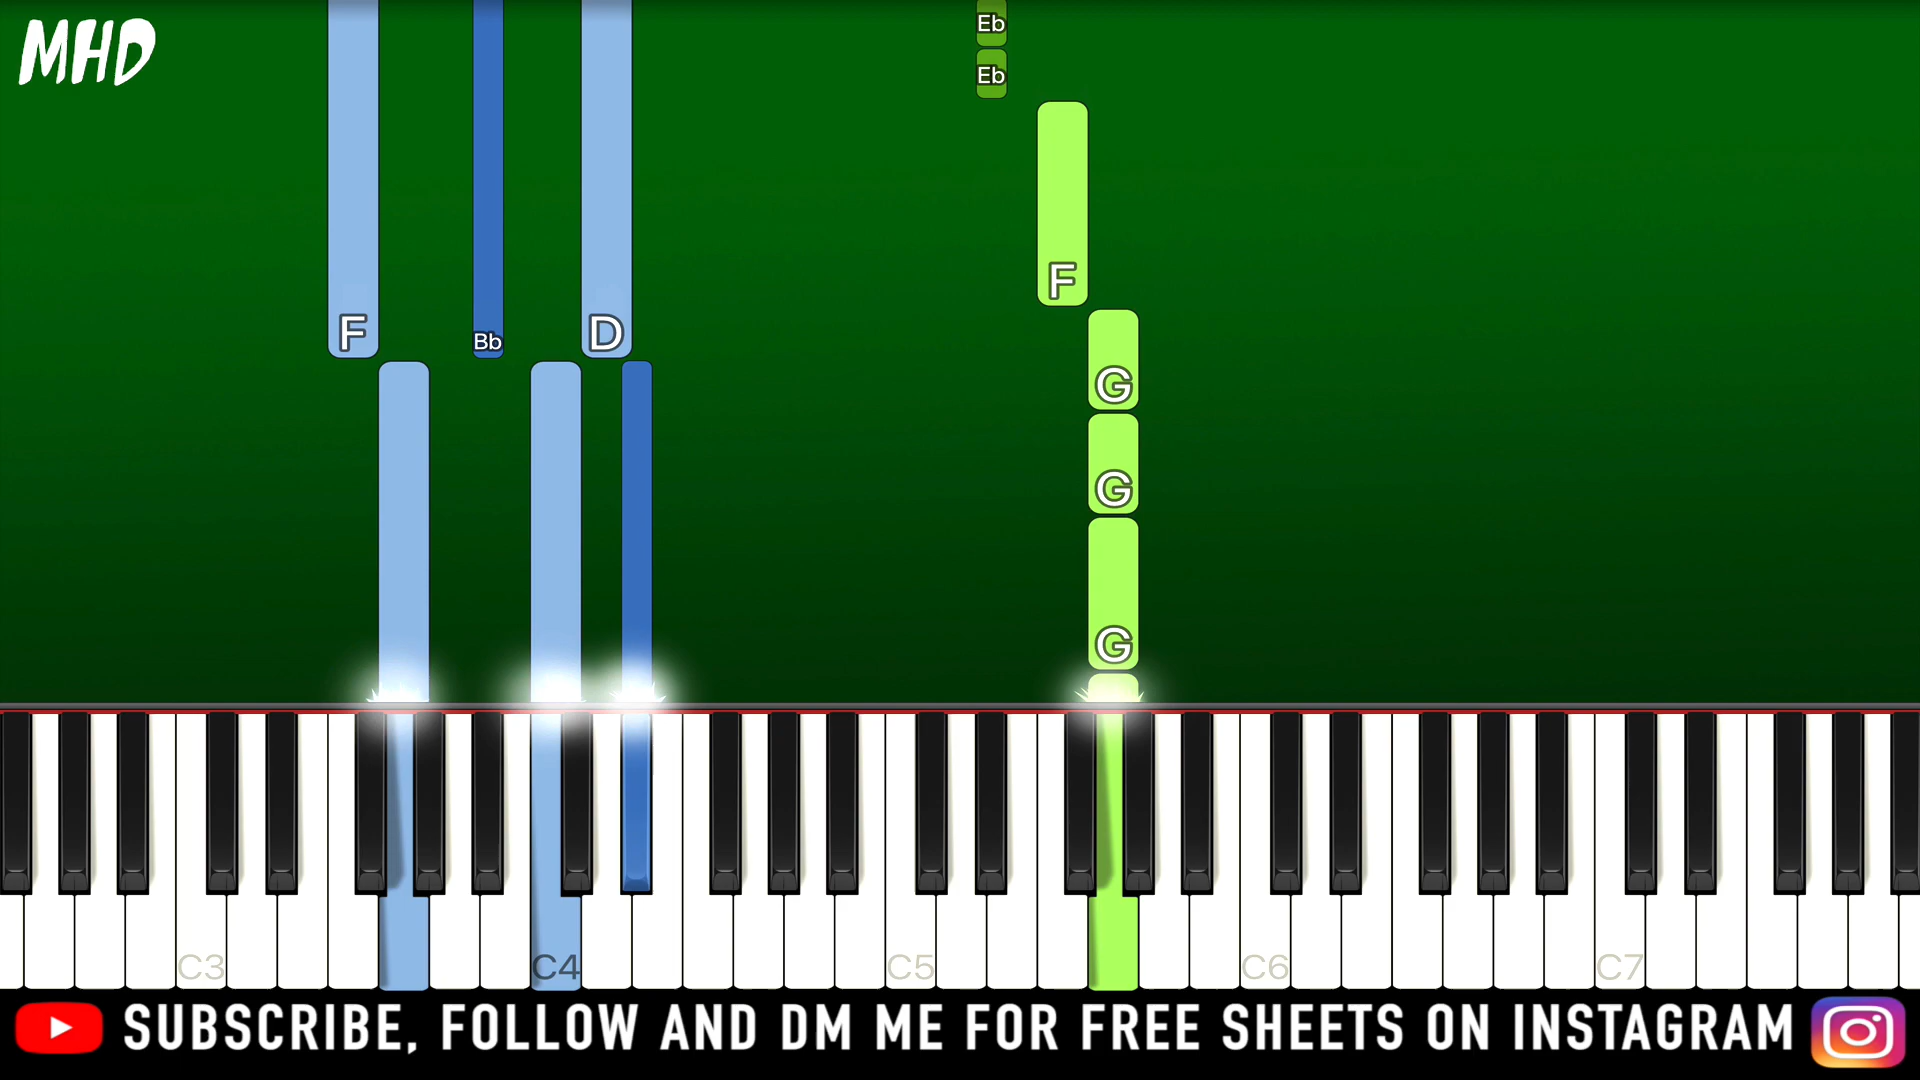 MHD
Eb
Eb
F
F Bb D
G
G
G
C3 C4 C5 C6 C7
SUBSCRIBE, FOLLOW AND DM ME FOR FREE SHEETS ON INSTAGRAM